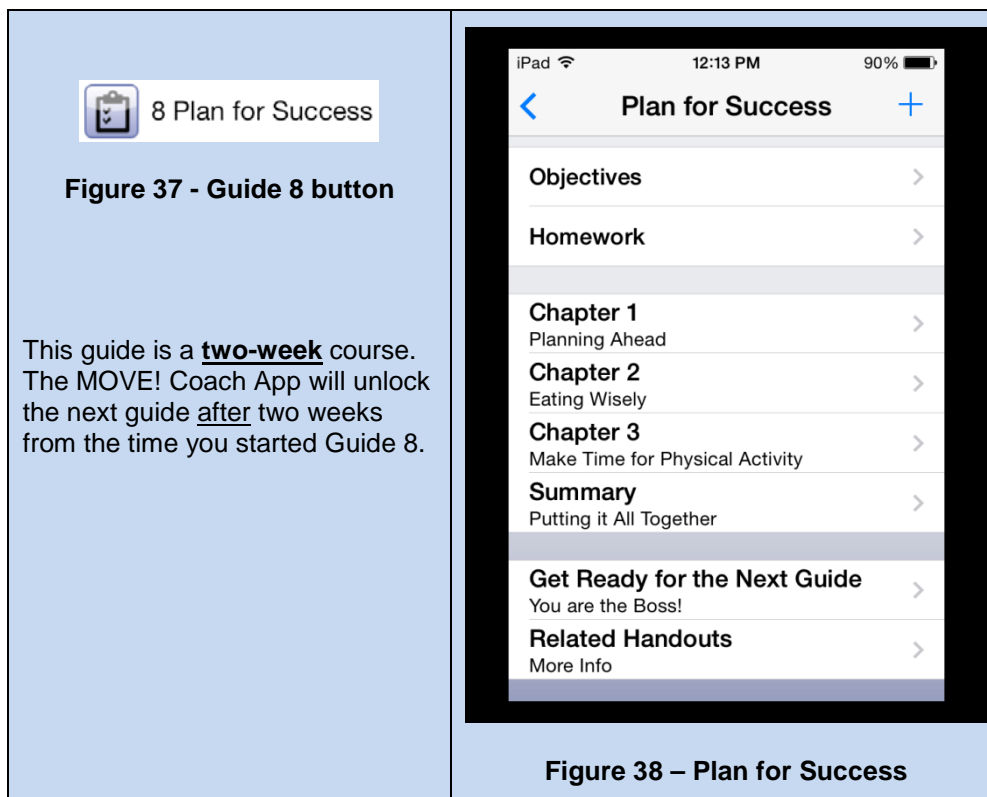 8 Plan for Success
Figure 37 - Guide 8 button
This guide is a two-week course.
The MOVE! Coach App will unlock
the next guide after two weeks
from the time you started Guide 8.
iPad 12:13 PM 90%
Plan for Success
Objectives
Homework
Chapter 1
Planning Ahead
Chapter 2
Eating Wisely
Chapter 3
Make Time for Physical Activity
Summary
Putting it All Together
Get Ready for the Next Guide
You are the Boss!
Related Handouts
More Info
Figure 38 – Plan for Success